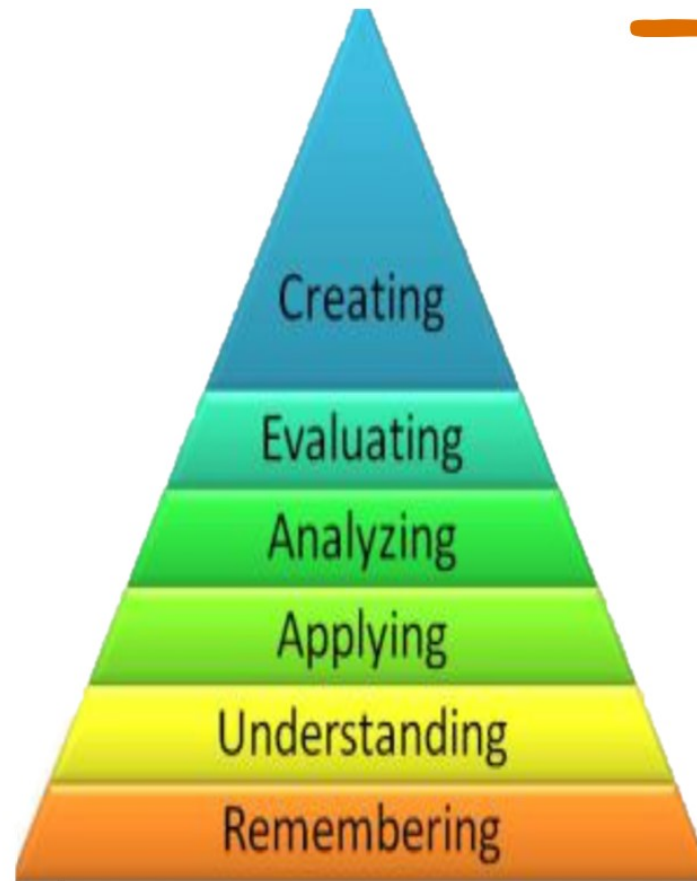 Creating
Evaluating
Analyzing
Applying
Understanding
Remembering